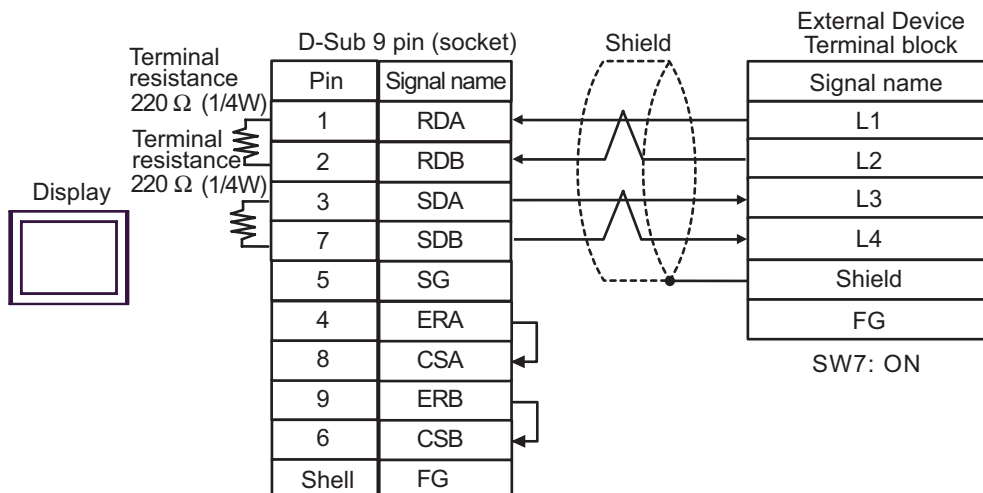 External Device
Terminal block
D-Sub 9 pin (socket)
Shield
Terminal
resistance
220 Ω (1/4W)
Terminal
resistance
220 Ω (1/4W)
Display
Pin Signal name
1 RDA
2 RDB
3 SDA
7 SDB
5 SG
4 ERA
8 CSA
9 ERB
6 CSB
Shell FG
Signal name
L1
L2
L3
L4
Shield
FG
SW7: ON